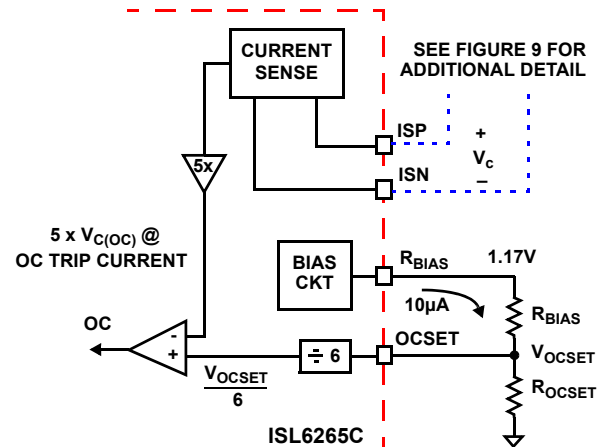 CURRENT
SENSE
SEE FIGURE 9 FOR
ADDITIONAL DETAIL
ISP
+
Vc
–
ISN
5x
5 x VC(OC) @
OC TRIP CURRENT
BIAS
CKT
RBIAS
1.17V
10µA
RBIAS
OC
-
+
VOCSET
6
÷ 6
OCSET
VOCSET
ROCSET
ISL6265C